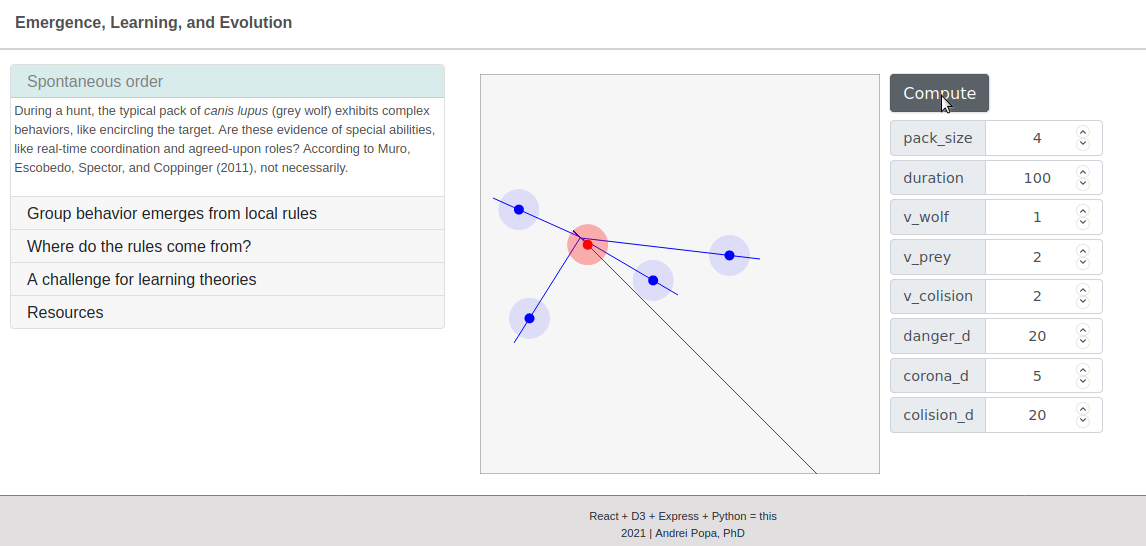 Emergence, Learning, and Evolution
Spontaneous order
During a hunt, the typical pack of canis lupus (grey wolf) exhibits complex
behaviors, like encircling the target. Are these evidence of special abilities,
like real-time coordination and agreed-upon roles? According to Muro,
Escobedo, Spector, and Coppinger (2011), not necessarily.
Group behavior emerges from local rules
Where do the rules come from?
A challenge for learning theories
Resources
Compute
pack_size 4
duration 100
v_wolf 1
v_prey 2
v_colision 2
danger_d 20
corona_d 5
colision_d 20
React + D3 + Express + Python = this
2021 | Andrei Popa, PhD